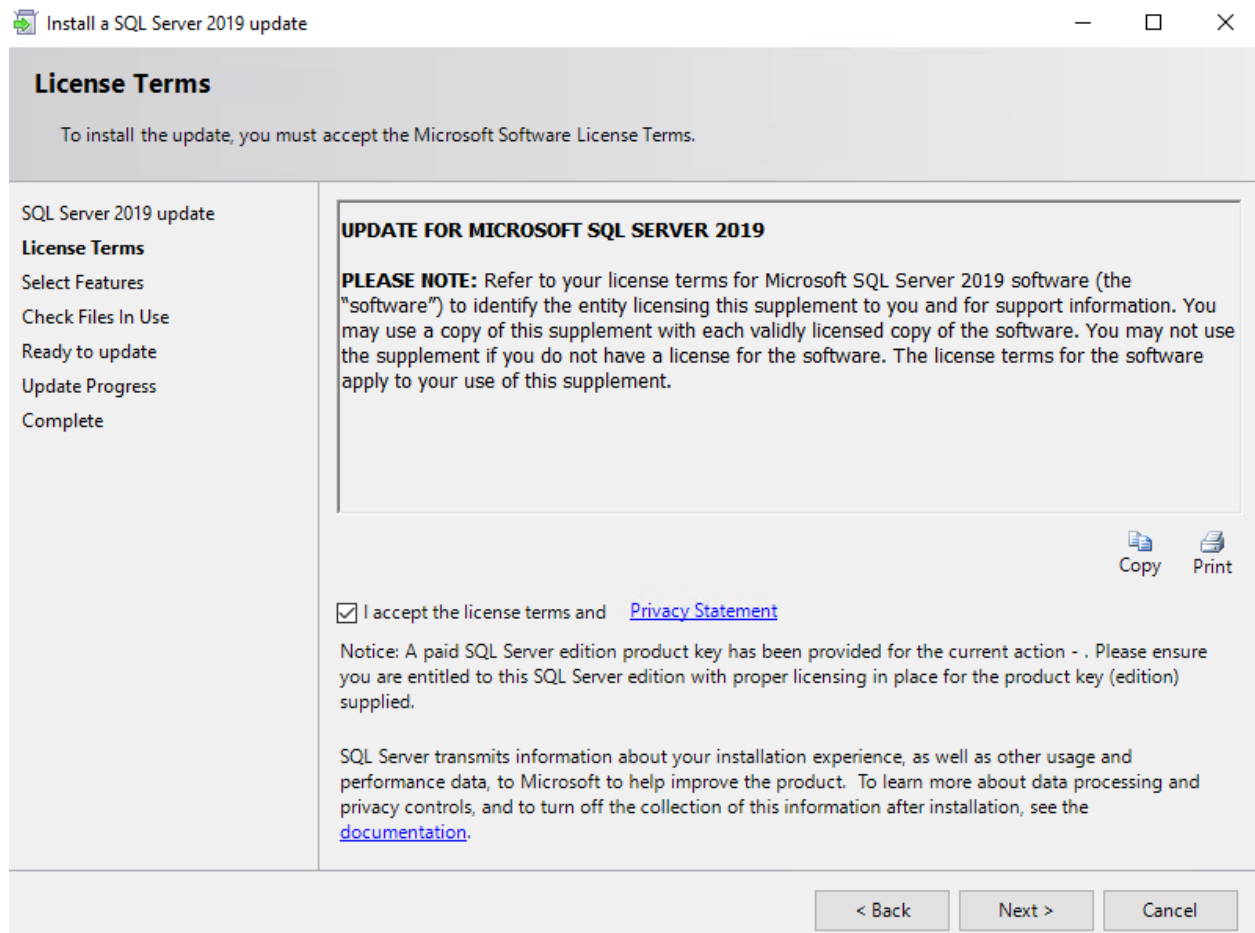 Install a SQL Server 2019 update
License Terms
To install the update, you must accept the Microsoft Software License Terms.
SQL Server 2019 update
License Terms
Select Features
Check Files In Use
Ready to update
Update Progress
Complete
UPDATE FOR MICROSOFT SQL SERVER 2019
PLEASE NOTE: Refer to your license terms for Microsoft SQL Server 2019 software (the
“software”) to identify the entity licensing this supplement to you and for support information. You
may use a copy of this supplement with each validly licensed copy of the software. You may not use
the supplement if you do not have a license for the software. The license terms for the software
apply to your use of this supplement.
Copy Print
I accept the license terms and Privacy Statement
Notice: A paid SQL Server edition product key has been provided for the current action - . Please ensure
you are entitled to this SQL Server edition with proper licensing in place for the product key (edition)
supplied.
SQL Server transmits information about your installation experience, as well as other usage and
performance data, to Microsoft to help improve the product.  To learn more about data processing and
privacy controls, and to turn off the collection of this information after installation, see the
documentation.
< Back Next > Cancel